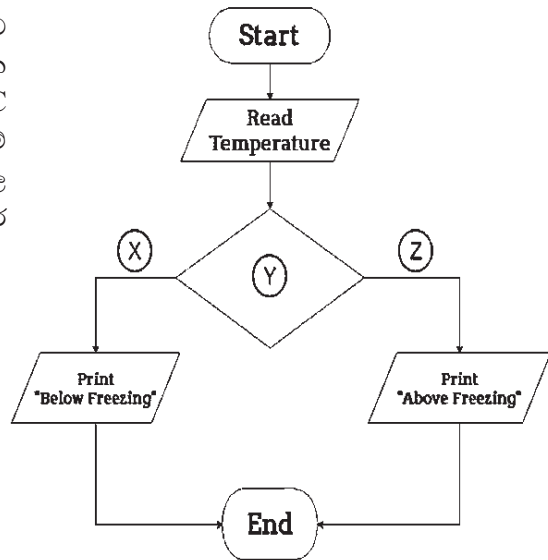 Start
Read
Temperature
X
Y
Z
Print
"Below Freezing"
Print
"Above Freezing"
End